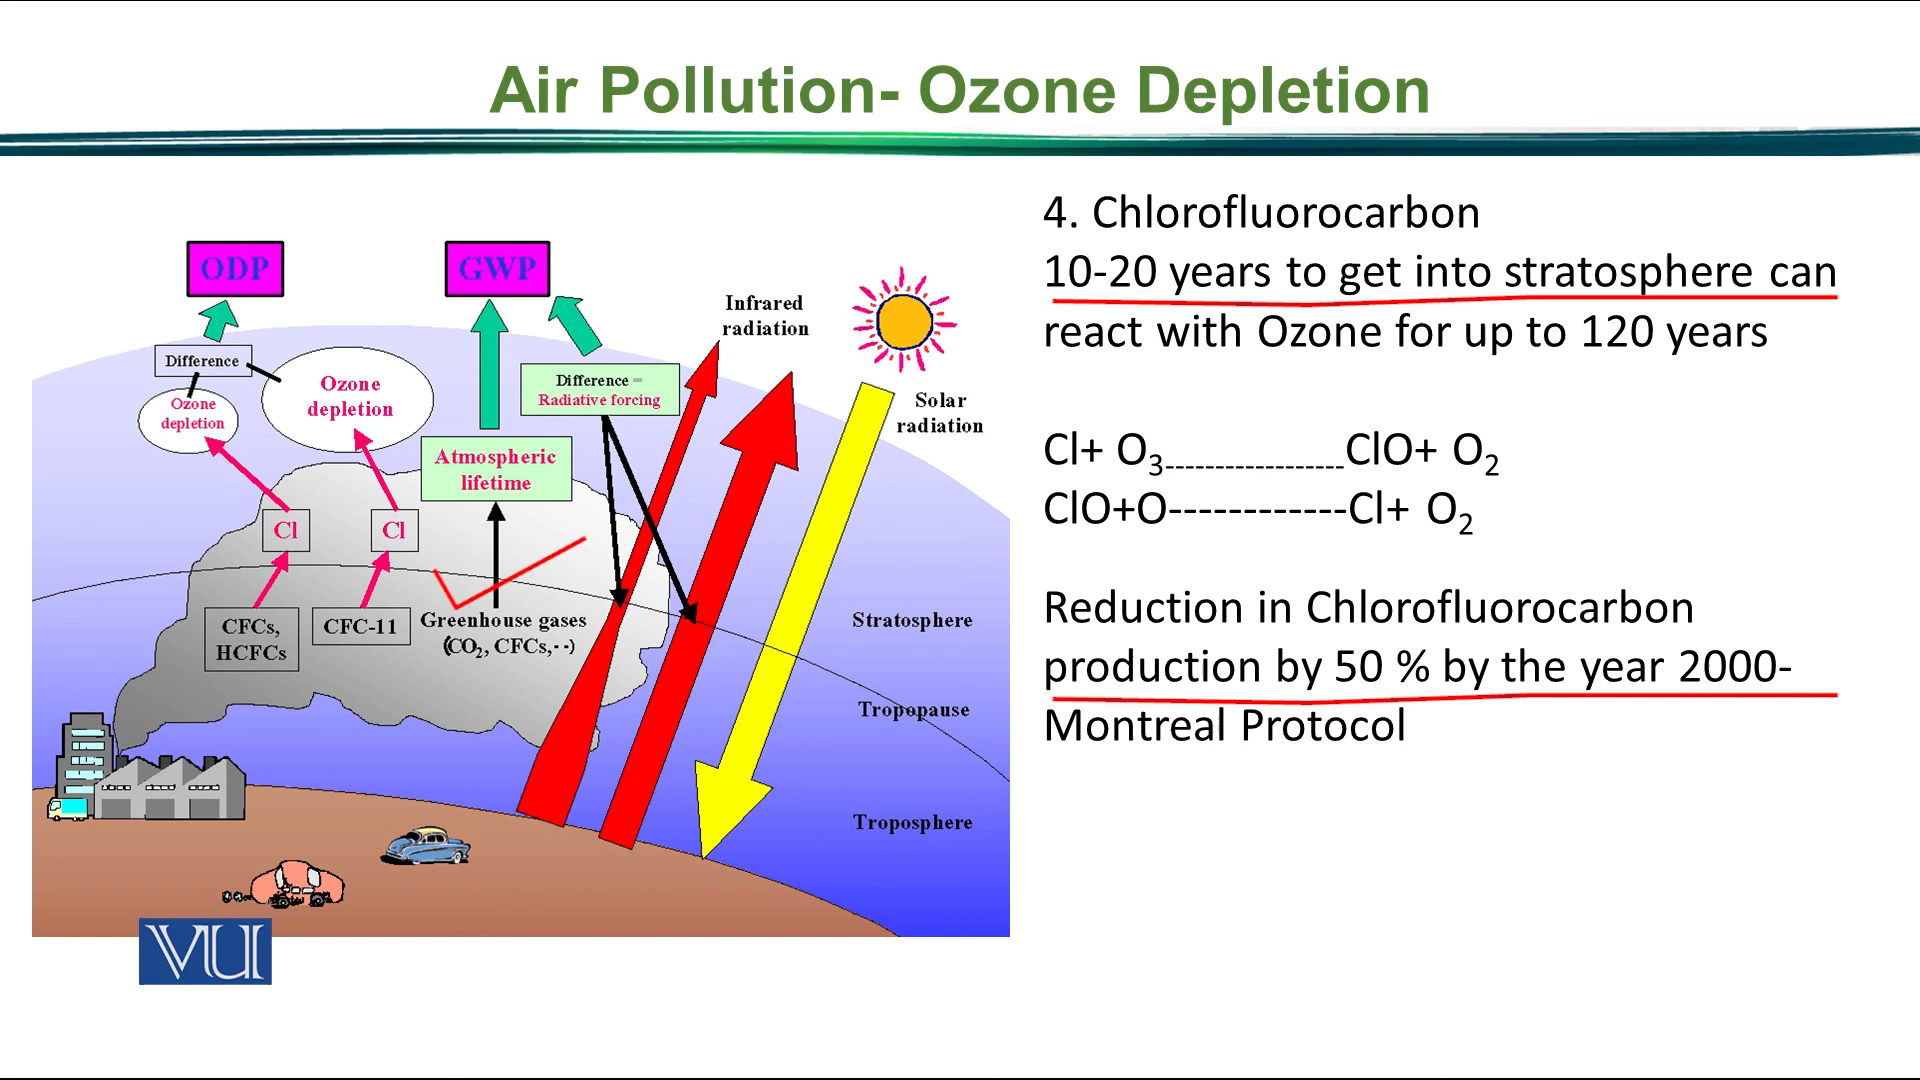 Air Pollution- Ozone Depletion
ODP
GWP
Infrared
radiation
Difference
Ozone
depletion
Ozone
depletion
Difference =
Radiative forcing
Solar
radiation
Atmospheric
lifetime
Cl
Cl
CFCs,
HCFCs
CFC-11
Greenhouse gases
(CO₂, CFCs,--)
Stratosphere
Tropopause
Troposphere
VU
4. Chlorofluorocarbon
10-20 years to get into stratosphere can
react with Ozone for up to 120 years
Cl+ O₃------------------ClO+ O₂
ClO+O------------Cl+ O₂
Reduction in Chlorofluorocarbon
production by 50 % by the year 2000-
Montreal Protocol